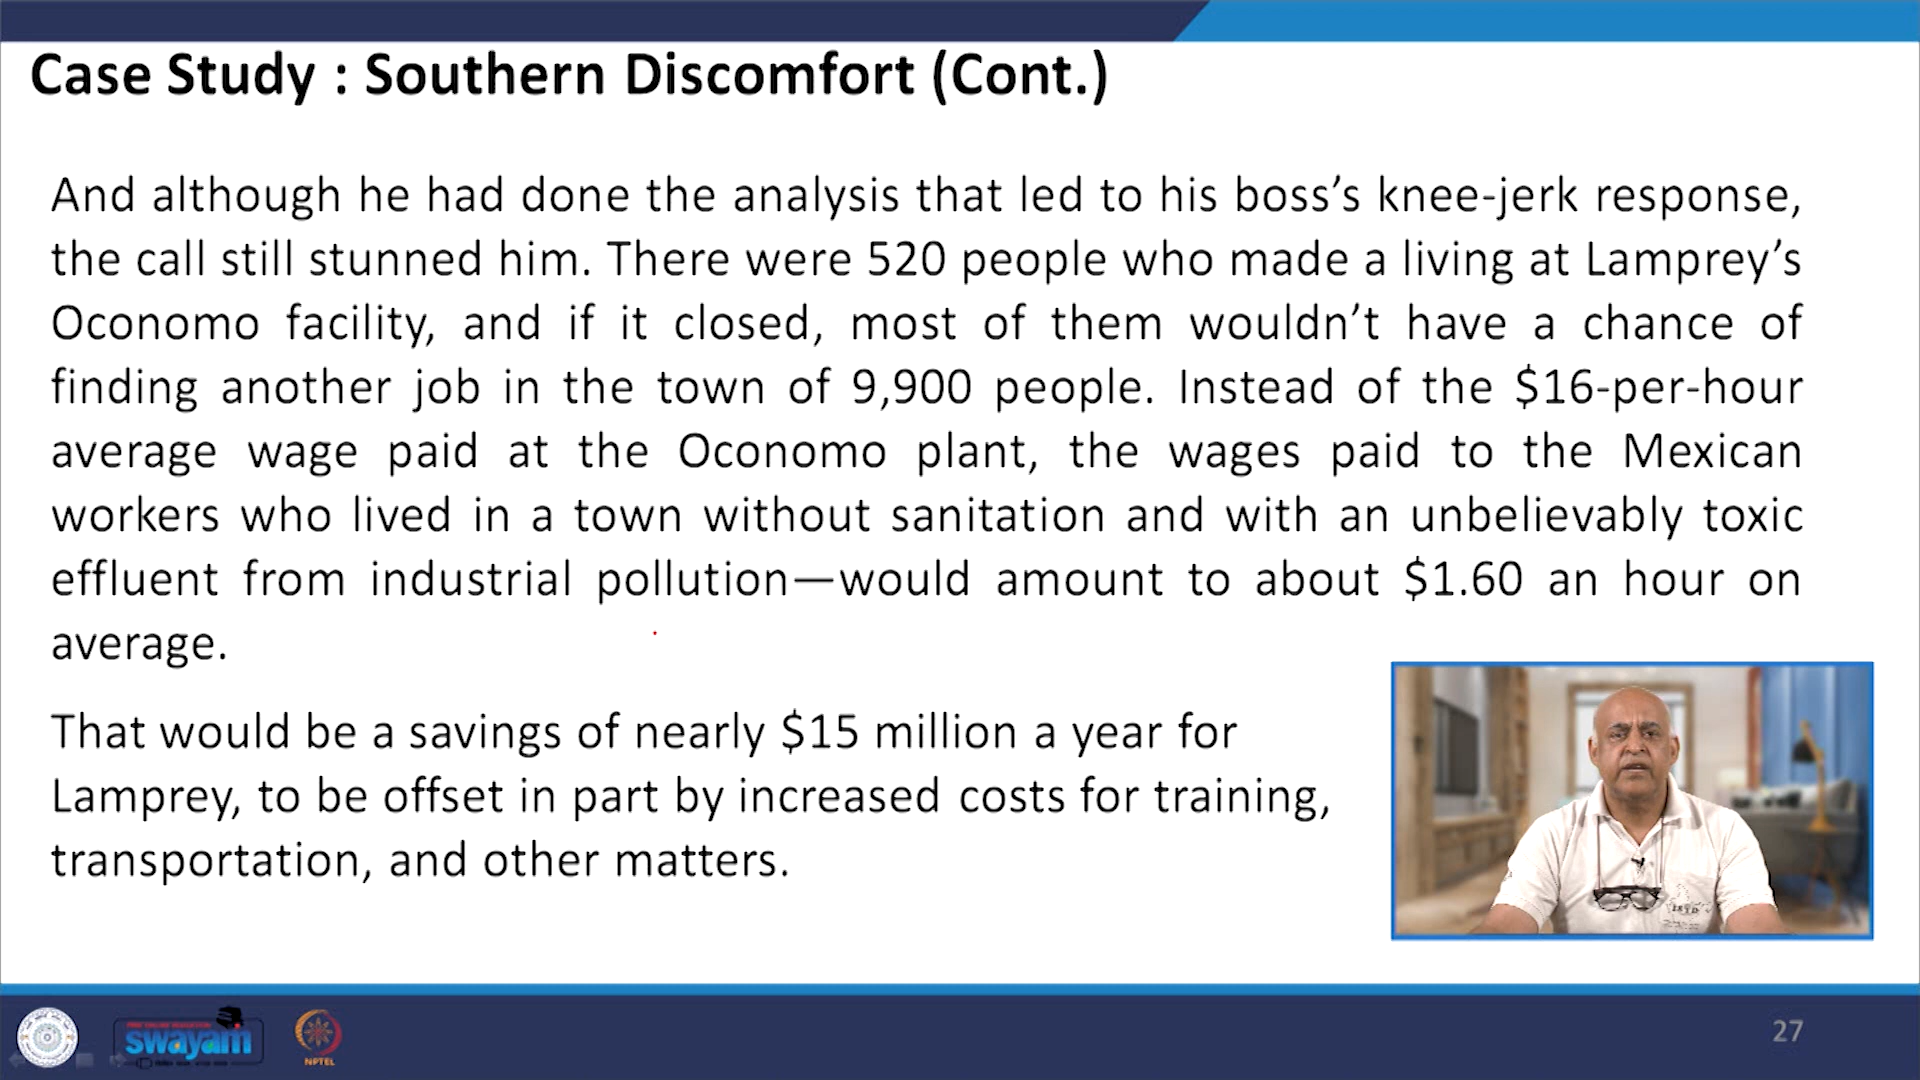 Case Study : Southern Discomfort (Cont.)
And although he had done the analysis that led to his boss’s knee-jerk response,
the call still stunned him. There were 520 people who made a living at Lamprey’s
Oconomo facility, and if it closed, most of them wouldn’t have a chance of
finding another job in the town of 9,900 people. Instead of the $16-per-hour
average wage paid at the Oconomo plant, the wages paid to the Mexican
workers who lived in a town without sanitation and with an unbelievably toxic
effluent from industrial pollution—would amount to about $1.60 an hour on
average.
That would be a savings of nearly $15 million a year for
Lamprey, to be offset in part by increased costs for training,
transportation, and other matters.
swayam
NPTEL
27